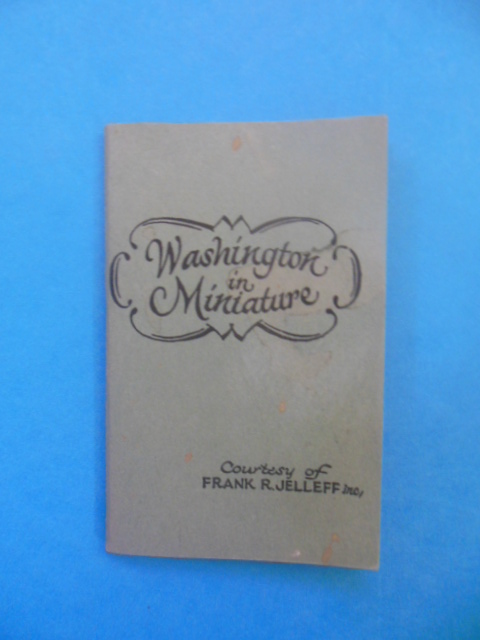 Washington
in
Miniature
Courtesy of
FRANK R. JELLEFF Inc,